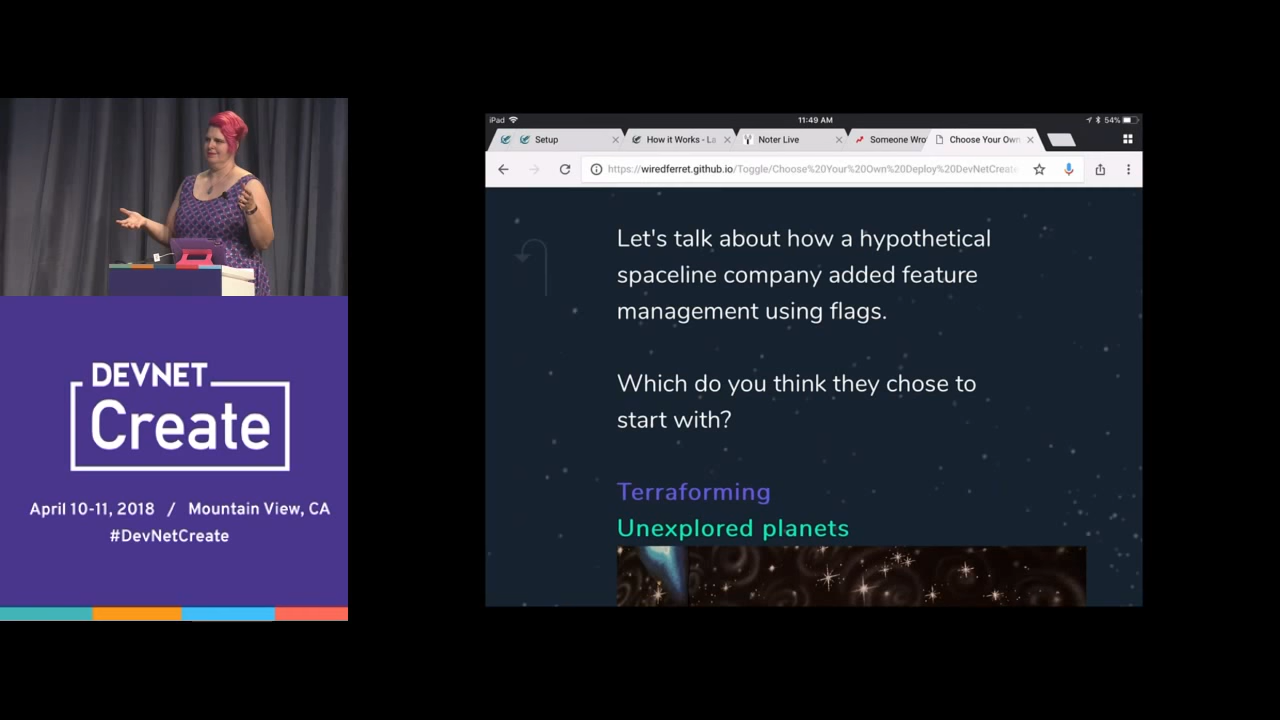 DEVNET
Create
April 10-11, 2018 / Mountain View, CA
#DevNetCreate
iPad 11:49 AM 54%
Setup How it Works - La Noter Live Someone Wro Choose Your Own
https://wiredferret.github.io/Toggle/Choose%20Your%20Own%20Deploy%20DevNetCreate
Let's talk about how a hypothetical
spaceline company added feature
management using flags.
Which do you think they chose to
start with?
Terraforming
Unexplored planets